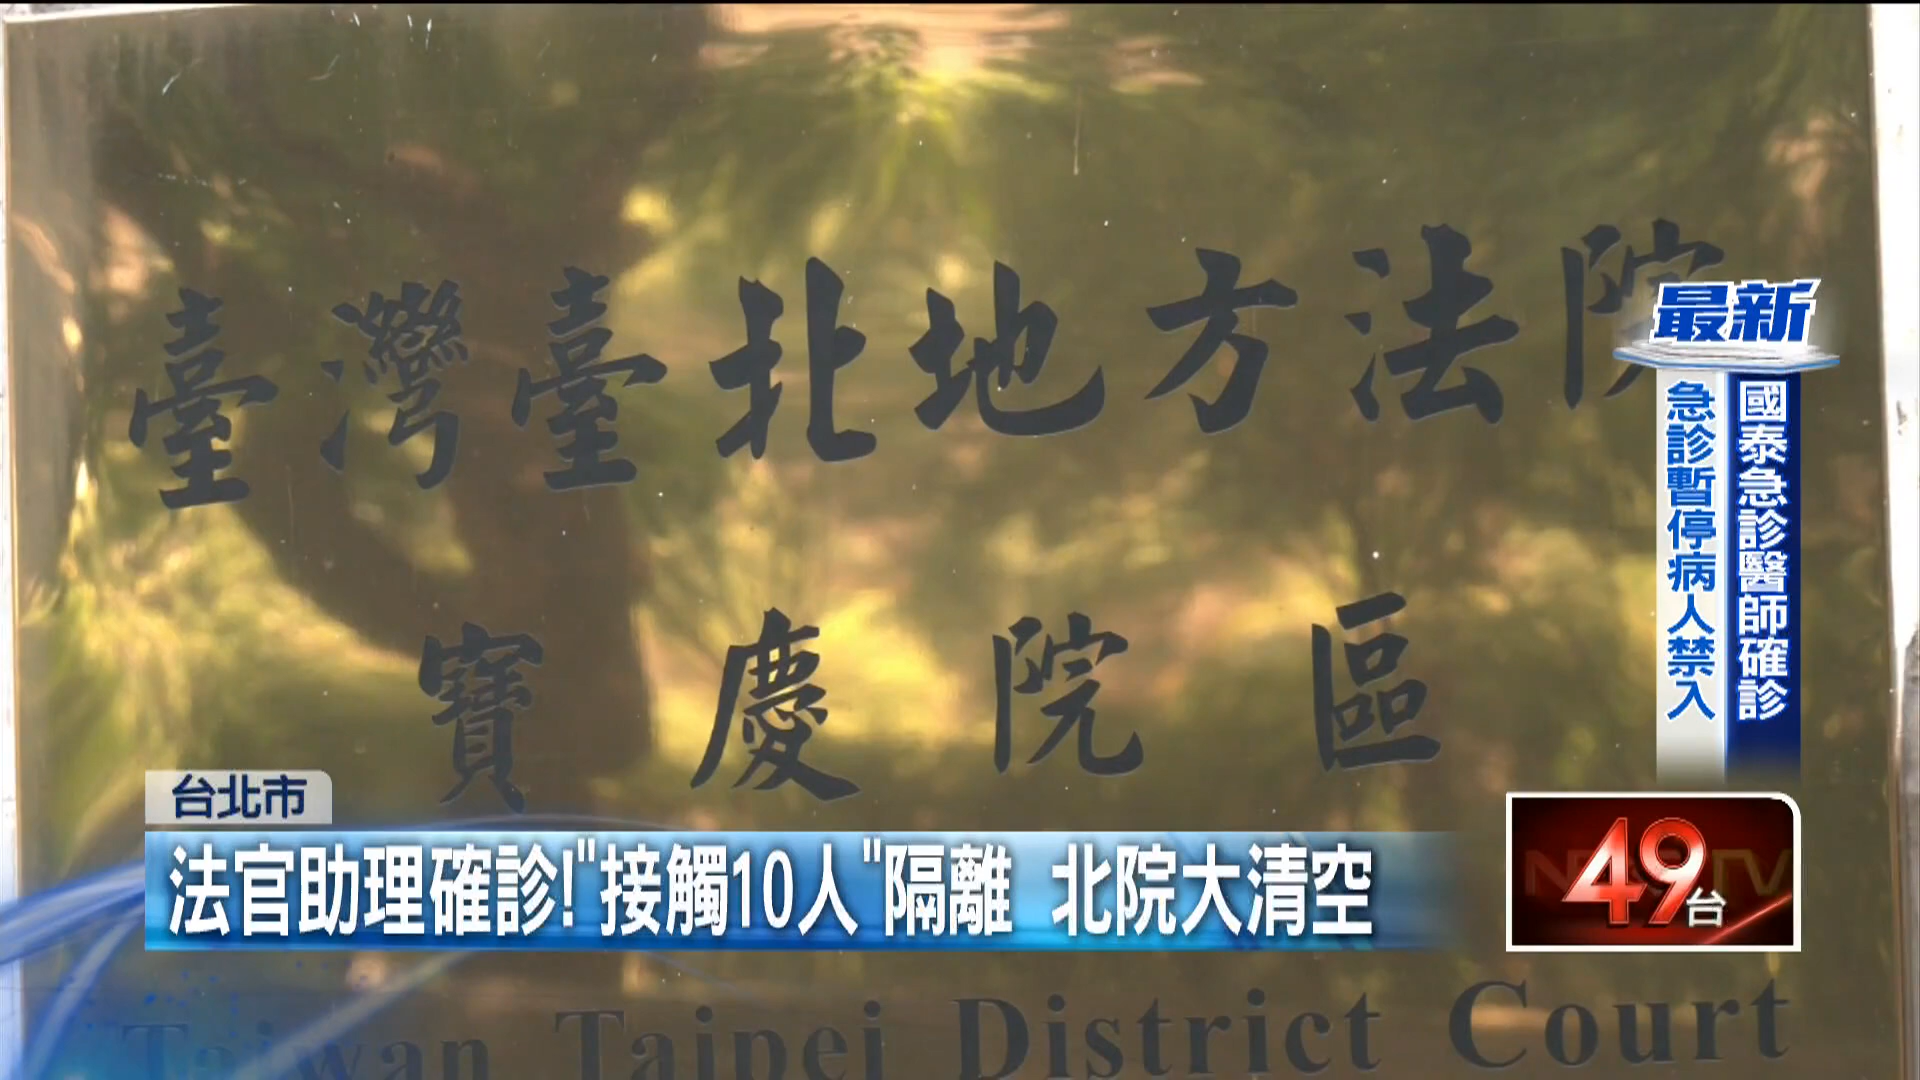 臺灣臺北地方法院
寶慶院區
Taiwan Taipei District Court
最新
國泰急診醫師確診
急診暫停病人禁入
台北市
法官助理確診!"接觸10人"隔離 北院大清空
49台